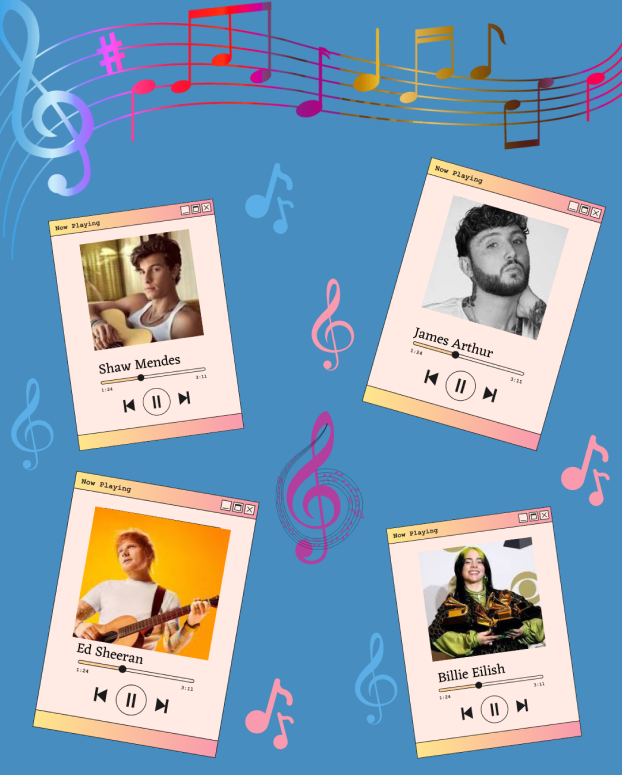 Now Playing
Shaw Mendes
1:24 3:11
Now Playing
James Arthur
1:24 3:11
Now Playing
Ed Sheeran
1:24 3:11
Now Playing
Billie Eilish
1:24 3:11